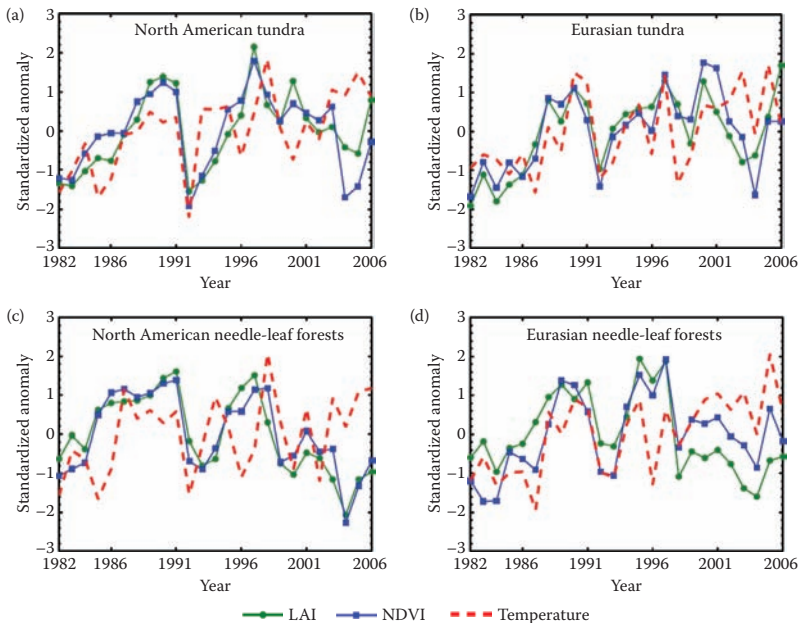 (a)
North American tundra
Standardized anomaly
3
2
1
0
−1
−2
−3
1982 1986 1991 1996 2001 2006
Year
(b)
Eurasian tundra
Standardized anomaly
3
2
1
0
−1
−2
−3
1982 1986 1991 1996 2001 2006
Year
(c)
North American needle-leaf forests
Standardized anomaly
3
2
1
0
−1
−2
−3
1982 1986 1991 1996 2001 2006
Year
(d)
Eurasian needle-leaf forests
Standardized anomaly
3
2
1
0
−1
−2
−3
1982 1986 1991 1996 2001 2006
Year
LAI NDVI Temperature